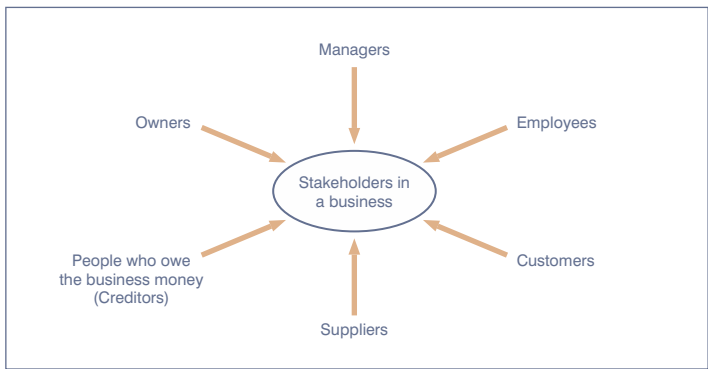 Managers
Owners
Employees
Stakeholders in
a business
People who owe
the business money
(Creditors)
Customers
Suppliers